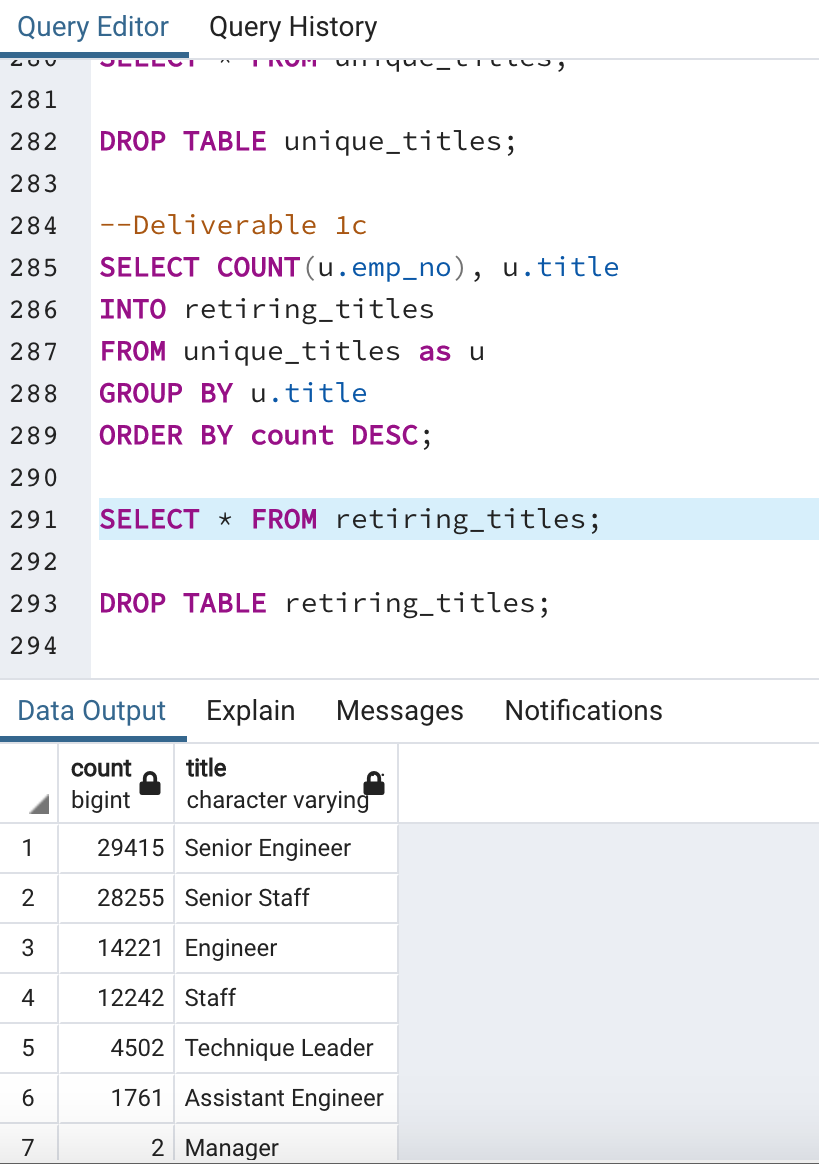 Query Editor Query History
280 SELECT * FROM unique_titles;
281
282 DROP TABLE unique_titles;
283
284 --Deliverable 1c
285 SELECT COUNT(u.emp_no), u.title
286 INTO retiring_titles
287 FROM unique_titles as u
288 GROUP BY u.title
289 ORDER BY count DESC;
290
291 SELECT * FROM retiring_titles;
292
293 DROP TABLE retiring_titles;
294
Data Output Explain Messages Notifications
count title
bigint character varying
1 29415 Senior Engineer
2 28255 Senior Staff
3 14221 Engineer
4 12242 Staff
5 4502 Technique Leader
6 1761 Assistant Engineer
7 2 Manager